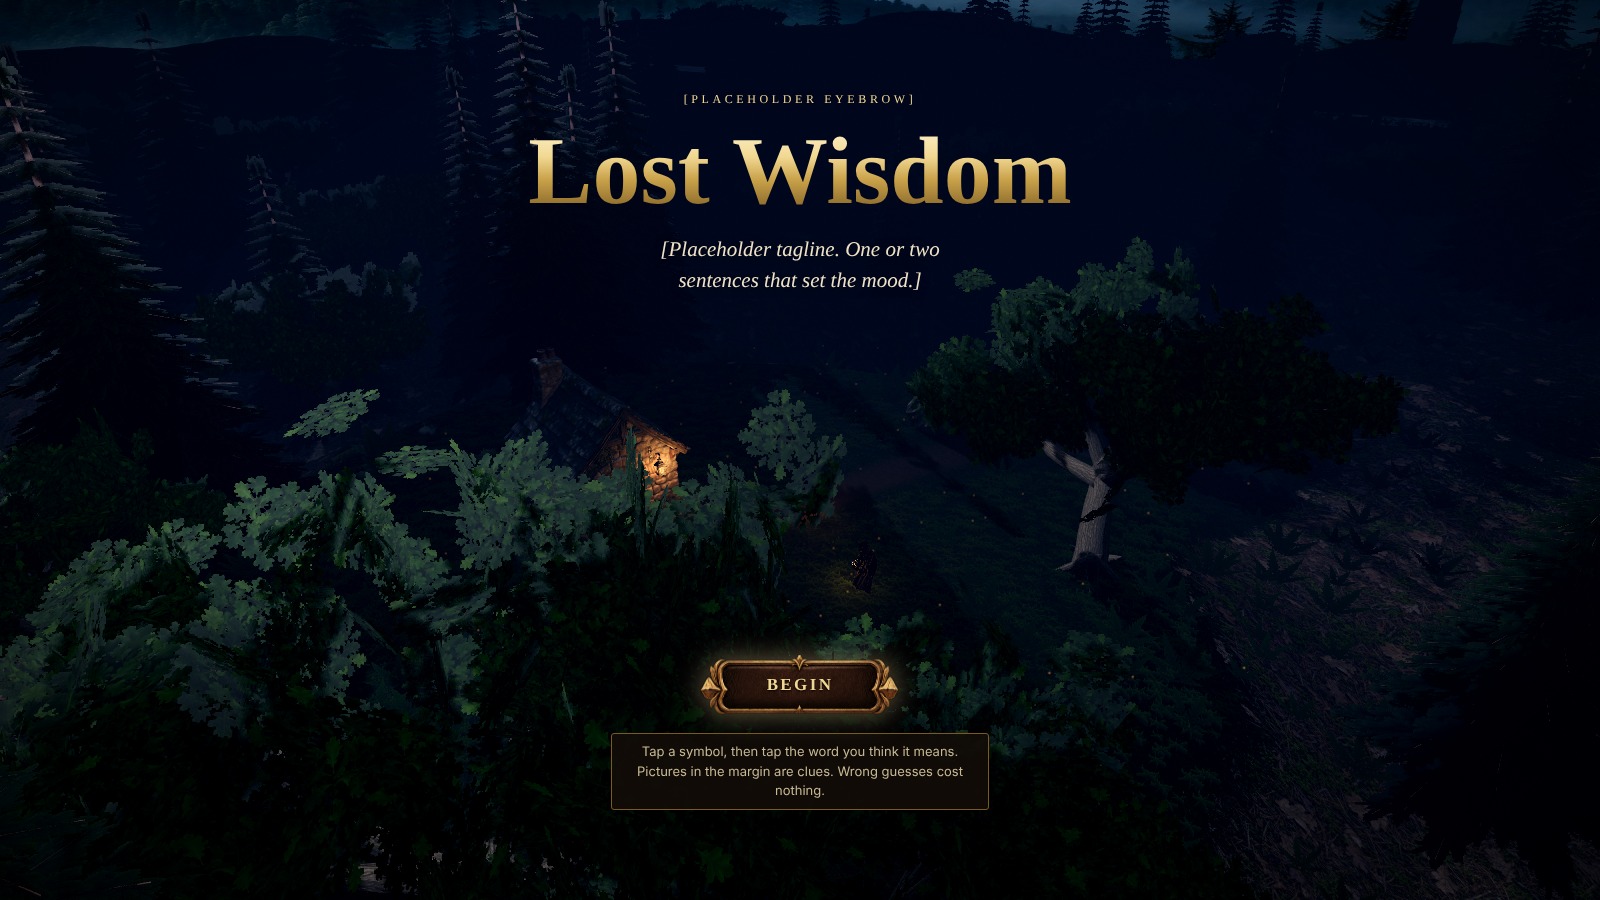 [PLACEHOLDER EYEBROW]
Lost Wisdom
[Placeholder tagline. One or two
sentences that set the mood.]
BEGIN
Tap a symbol, then tap the word you think it means.
Pictures in the margin are clues. Wrong guesses cost
nothing.